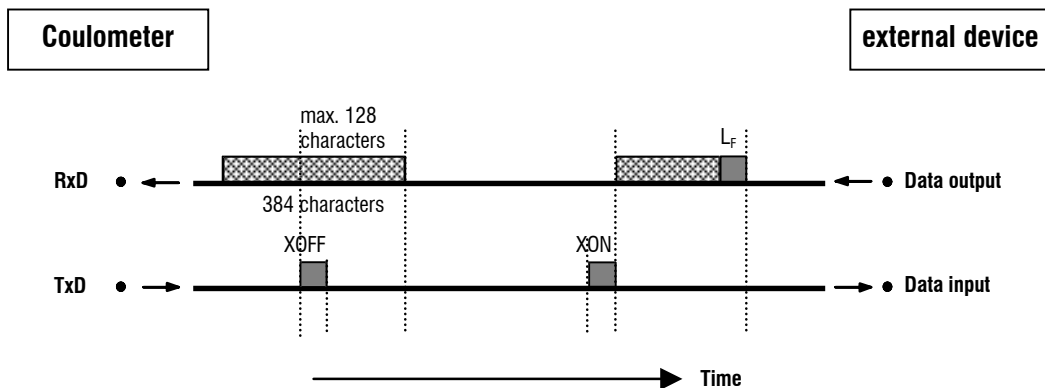 Coulometer
external device
max. 128
characters
L_F
RxD
Data output
384 characters
XOFF
XON
TxD
Data input
Time